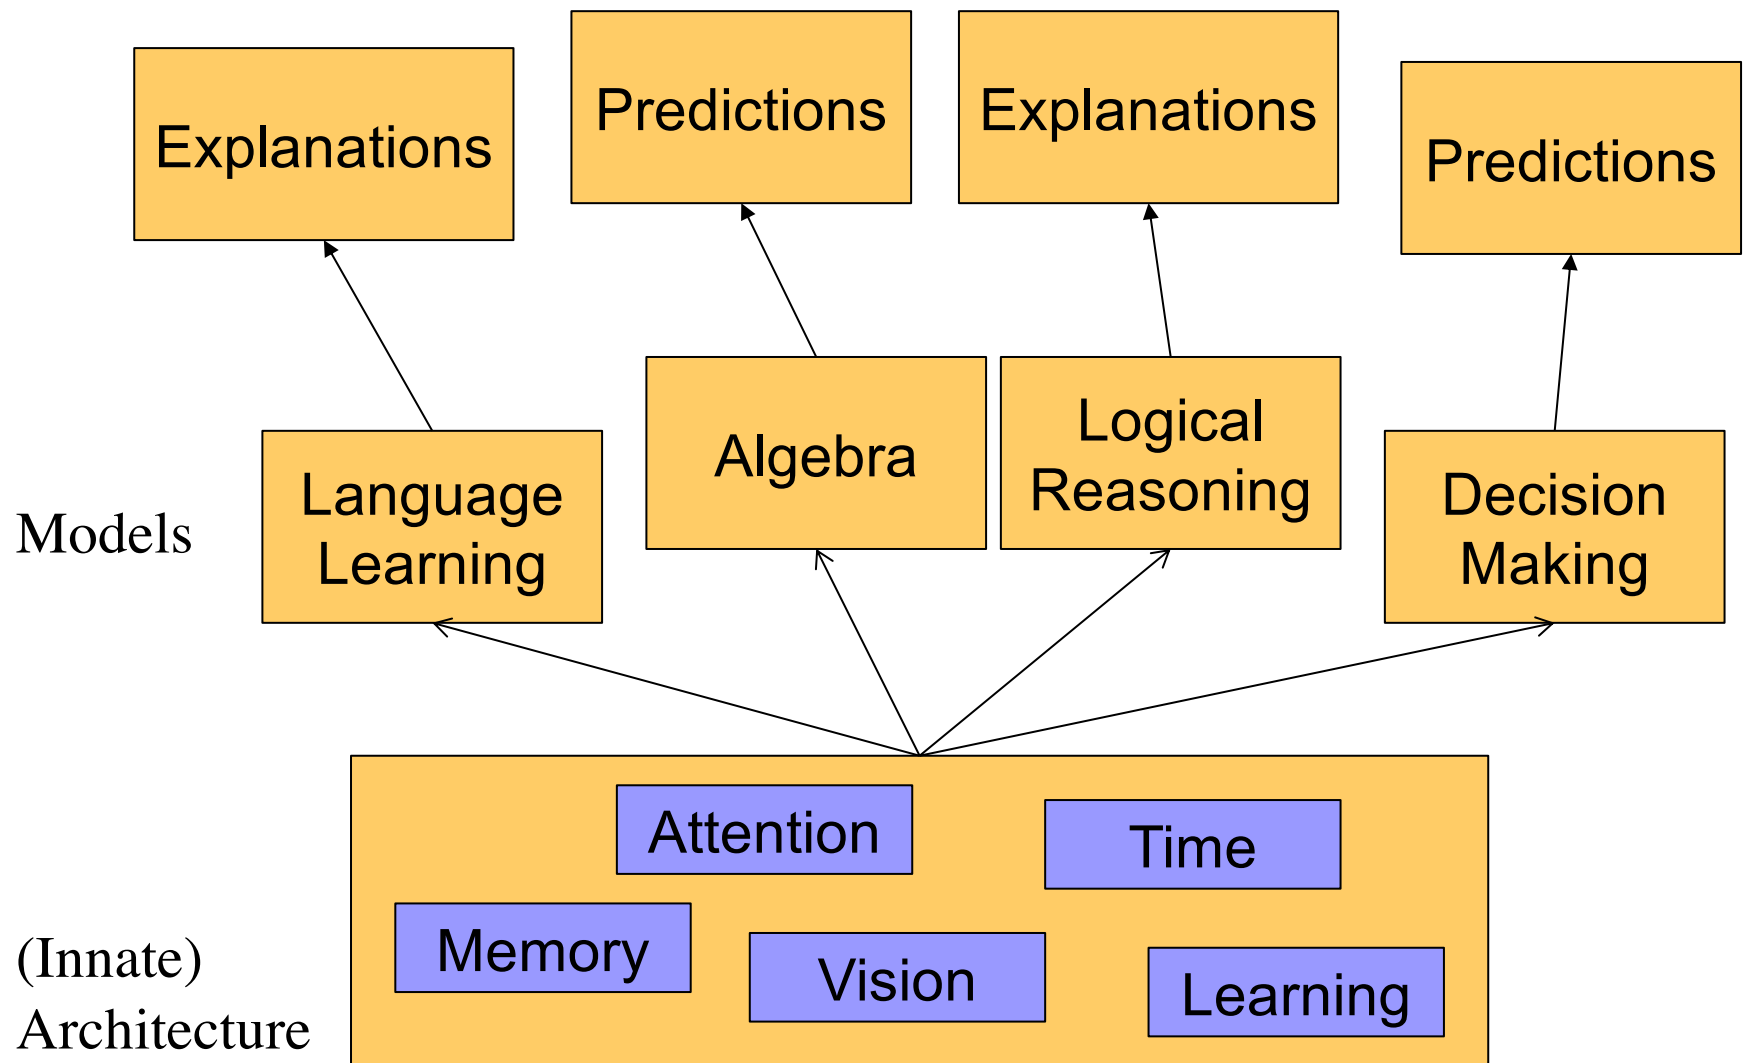 Explanations
Predictions
Explanations
Predictions
Models
Language
Learning
Algebra
Logical
Reasoning
Decision
Making
(Innate)
Architecture
Attention
Time
Memory
Vision
Learning